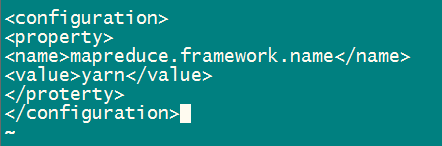 <configuration>
<property>
<name>mapreduce.framework.name</name>
<value>yarn</value>
</proterty>
</configuration>
~